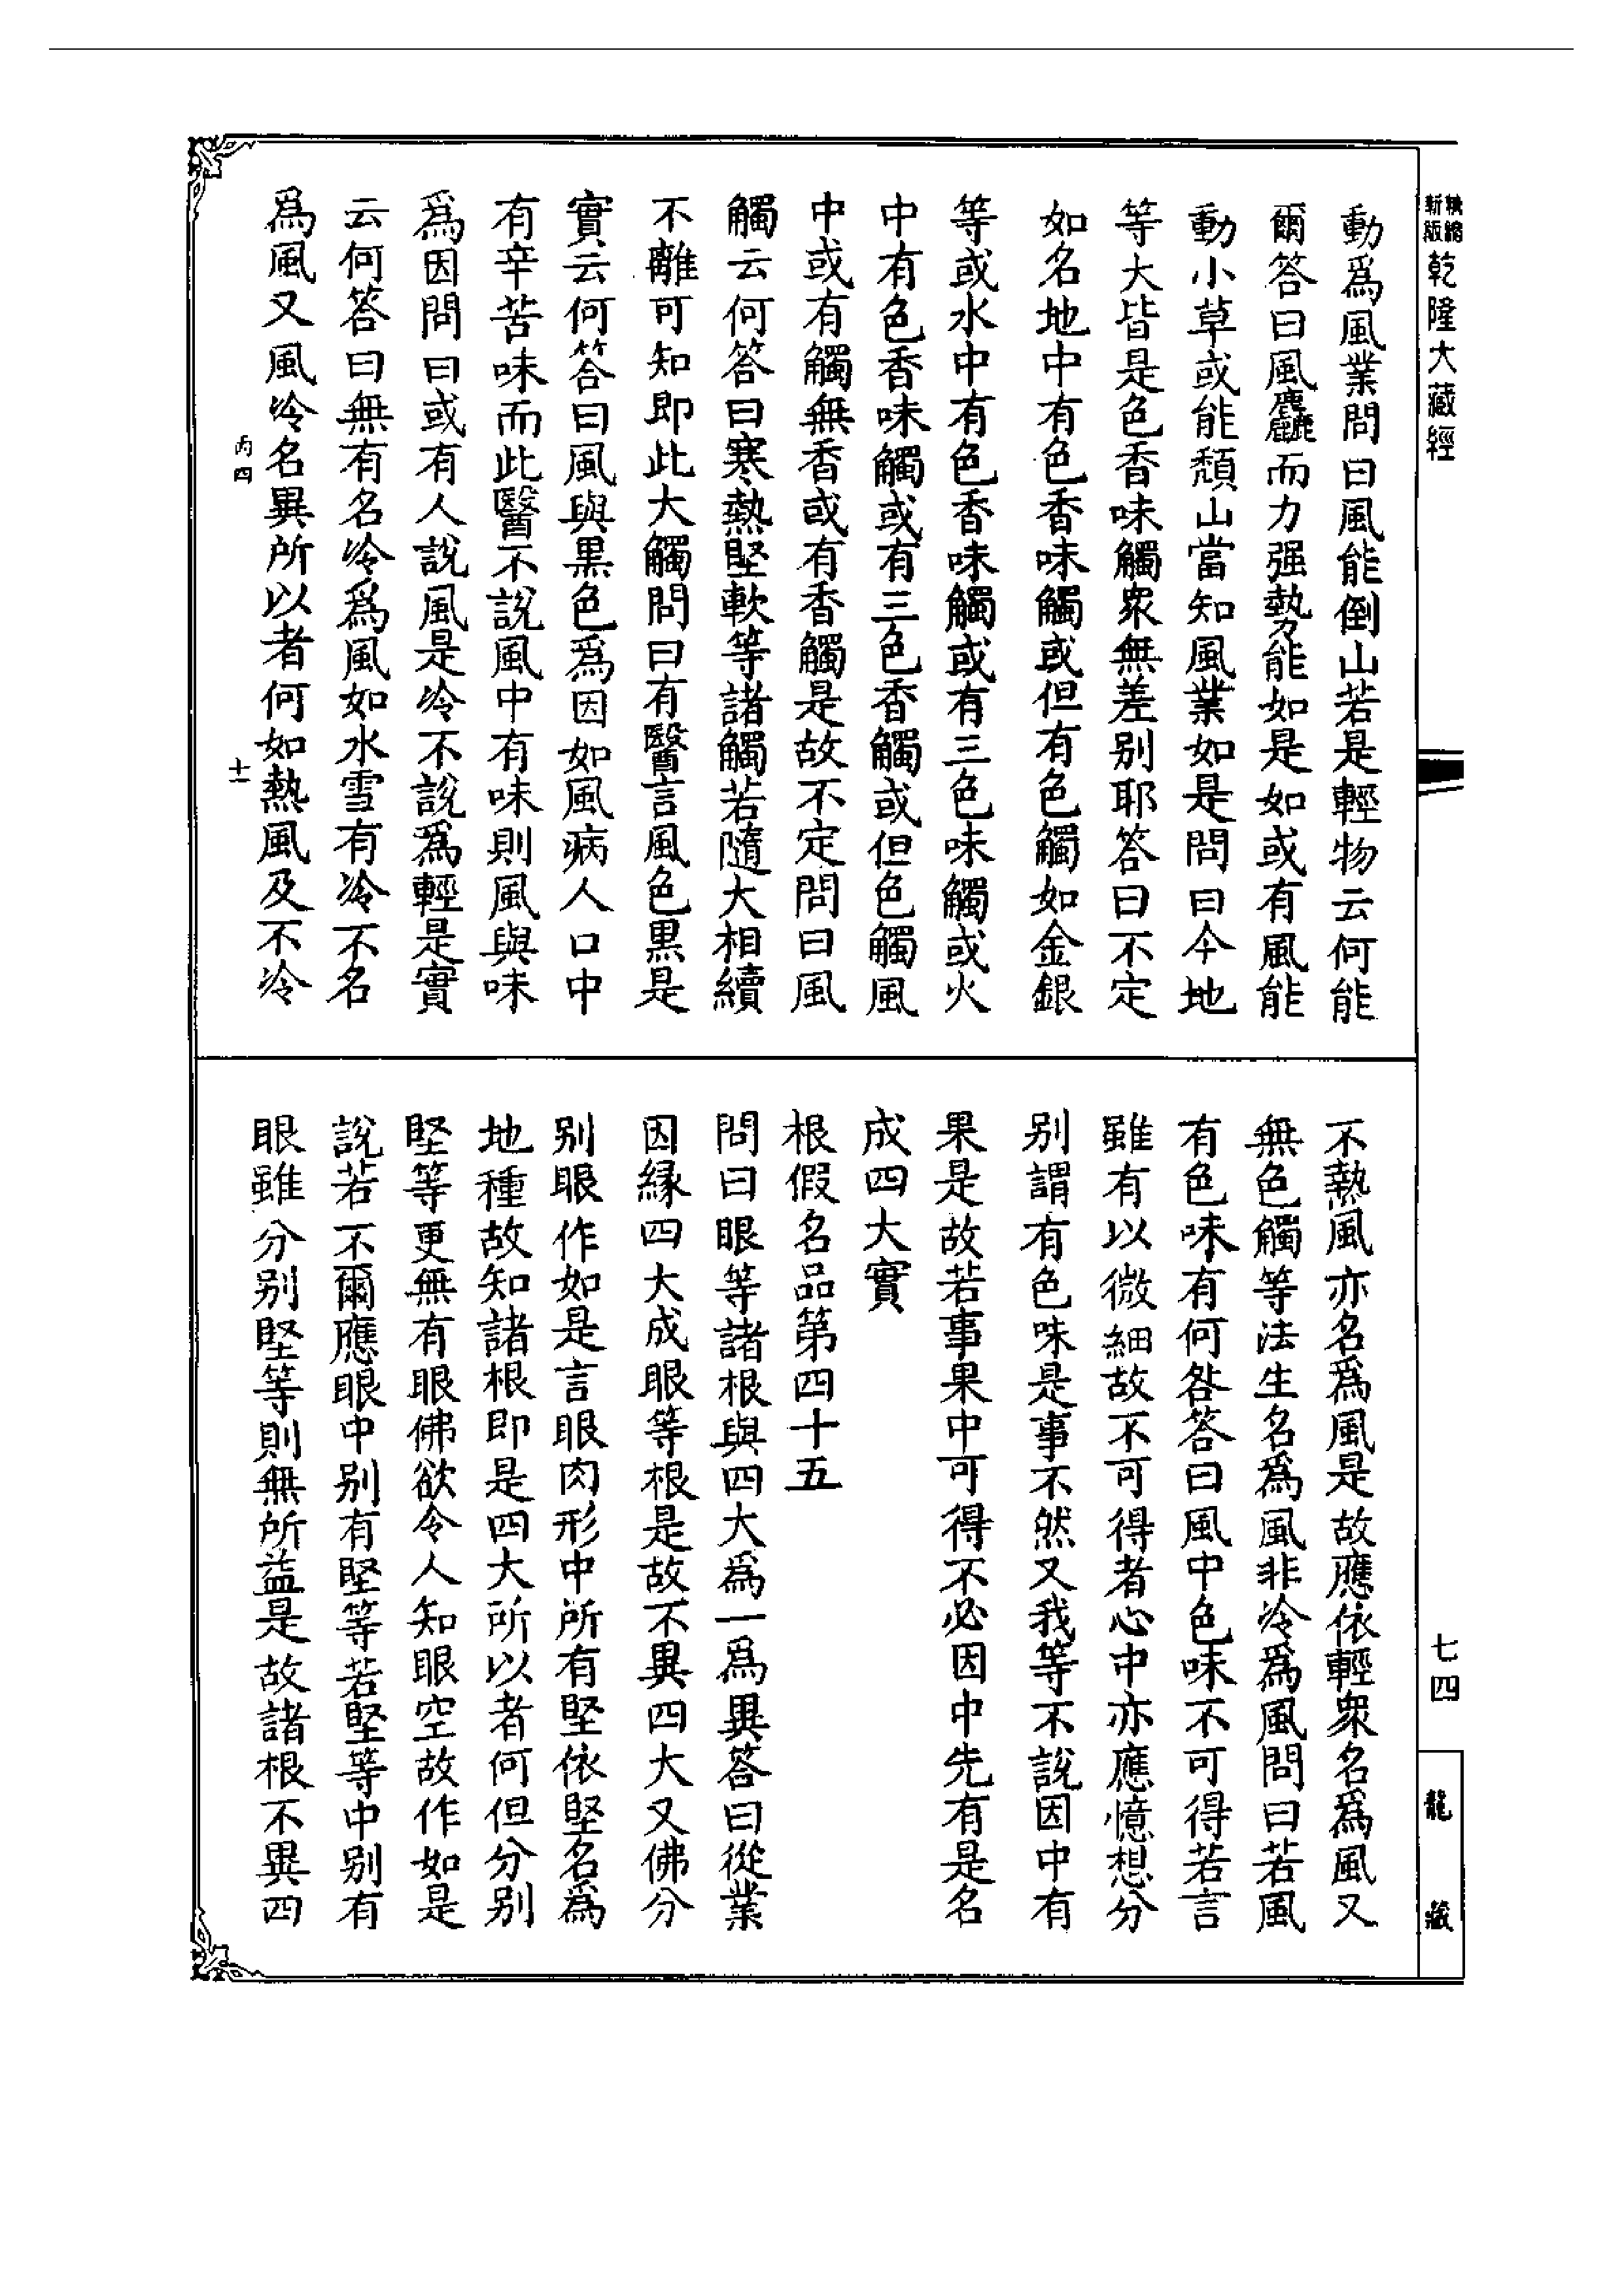 精縮新版乾隆大藏經
動爲風業問曰風能倒山若是輕物云何能
爾答曰風麤而力强勢能如是如或有風能
動小草或能頹山當知風業如是問曰今地
等大皆是色香味觸衆無差别耶答曰不定
如名地中有色香味觸或但有色觸如金銀
等或水中有色香味觸或有三色味觸或火
中有色香味觸或有三色香觸或但色觸風
中或有觸無香或有香觸是故不定問曰風
觸云何答曰寒熱堅軟等諸觸若隨大相續
不離可知即此大觸問曰有醫言風色黒是
實云何答曰風與黒色爲因如風病人口中
有辛苦味而此醫不說風中有味則風與味
爲因問曰或有人說風是冷不說爲輕是實
云何答曰無有名冷爲風如水雪有冷不名
爲風又風冷名異所以者何如熱風及不冷
丙四
十一
不熱風亦名爲風是故應依輕衆名爲風又
無色觸等法生名爲風非冷爲風問曰若風
有色味有何咎答曰風中色味不可得若言
雖有以微細故不可得者心中亦應憶想分
别謂有色味是事不然又我等不說因中有
果是故若事果中可得不必因中先有是名
成四大實
根假名品第四十五
問曰眼等諸根與四大爲一爲異答曰從業
因縁四大成眼等根是故不異四大又佛分
别眼作如是言眼肉形中所有堅依堅名爲
地種故知諸根即是四大所以者何但分别
堅等更無有眼佛欲令人知眼空故作如是
說若不爾應眼中别有堅等若堅等中别有
眼雖分别堅等則無所益是故諸根不異四
七四
龍藏